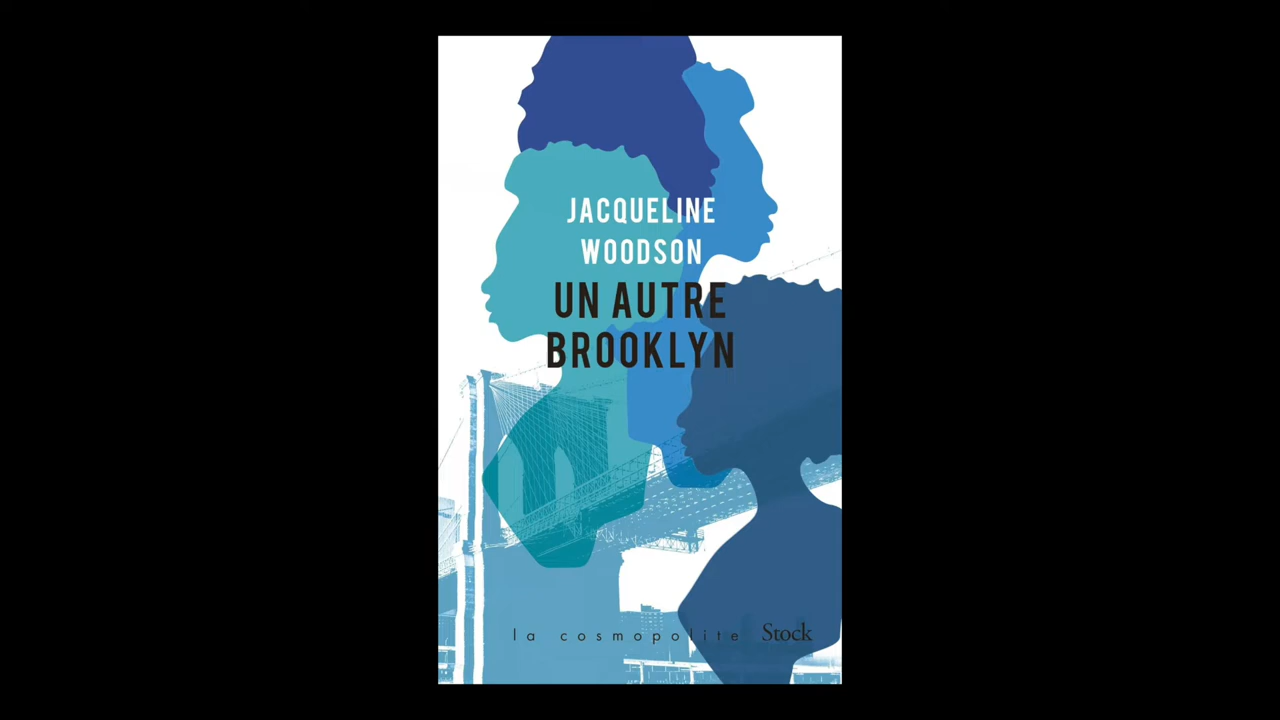 JACQUELINE
WOODSON
UN AUTRE
BROOKLYN
la cosmopolite Stock